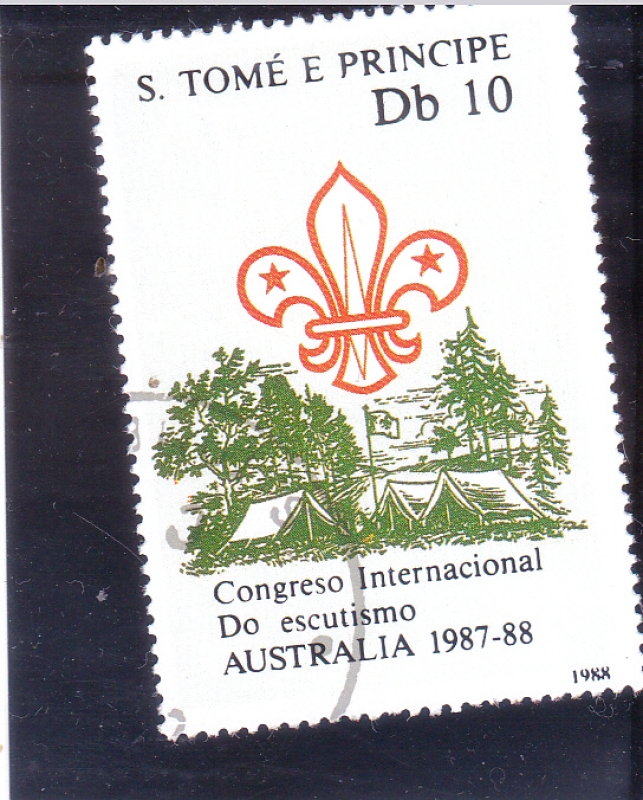 S. TOMÉ E PRINCIPE
Db 10
Congreso Internacional
Do escutismo
AUSTRALIA 1987-88
1988